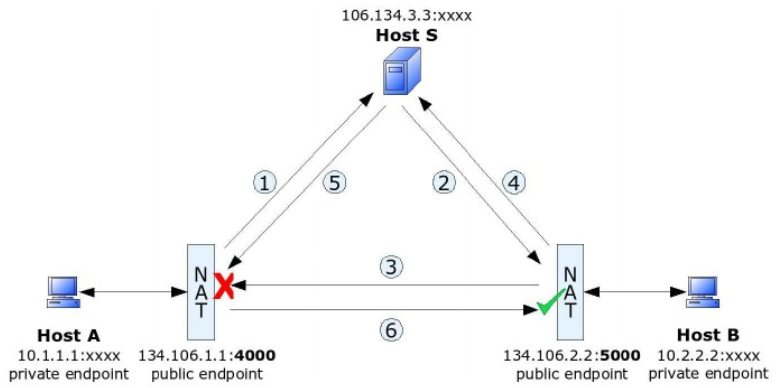 106.134.3.3:xxxx
Host S
1
5
2
4
3
6
N
A
T
X
N
A
T
Host A
10.1.1.1:xxxx
private endpoint
134.106.1.1:4000
public endpoint
134.106.2.2:5000
public endpoint
Host B
10.2.2.2:xxxx
private endpoint